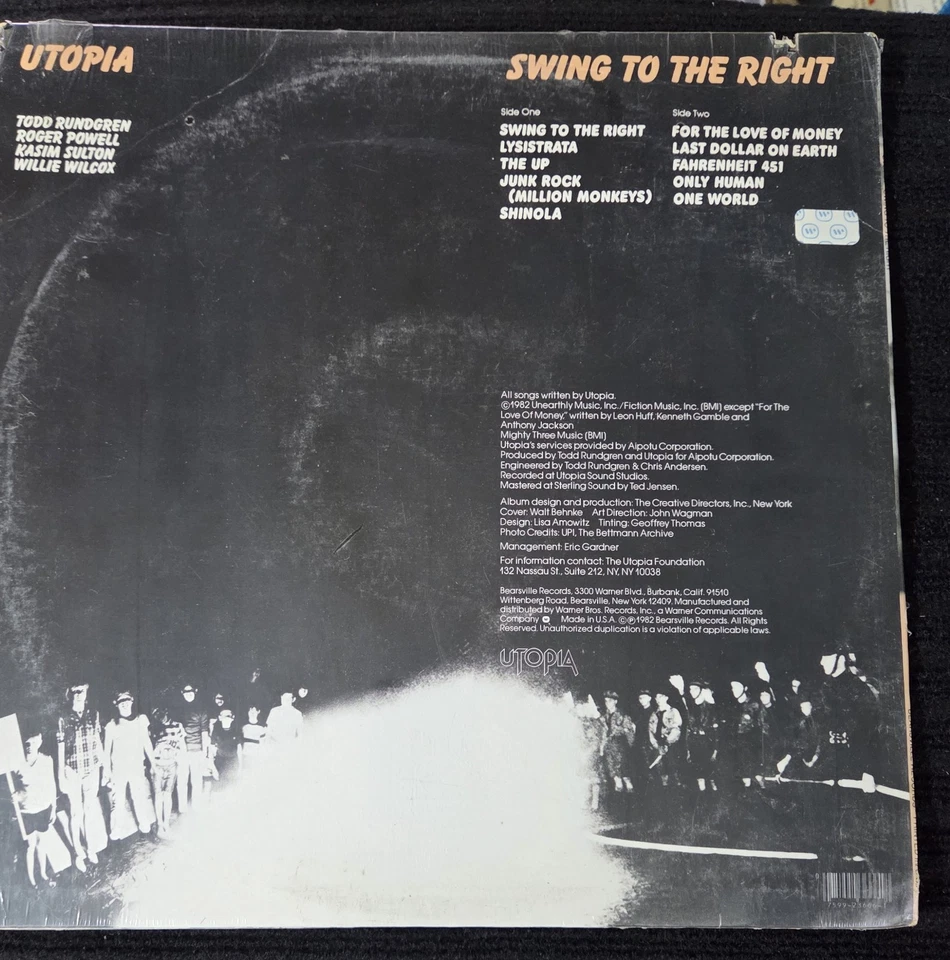 UTOPIA
TODD RUNDGREN
ROGER POWELL
KASIM SULTON
WILLIE WILCOX
SWING TO THE RIGHT
Side One
SWING TO THE RIGHT
LYSISTRATA
THE UP
JUNK ROCK
(MILLION MONKEYS)
SHINOLA
Side Two
FOR THE LOVE OF MONEY
LAST DOLLAR ON EARTH
FAHRENHEIT 451
ONLY HUMAN
ONE WORLD
All songs written by Utopia.
©1982 Unearthly Music, Inc./Fiction Music, Inc. (BMI) except "For The
Love Of Money," written by Leon Huff, Kenneth Gamble and
Anthony Jackson
Mighty Three Music (BMI)
Utopia's services provided by Aipotu Corporation.
Produced by Todd Rundgren and Utopia for Aipotu Corporation.
Engineered by Todd Rundgren & Chris Andersen.
Recorded at Utopia Sound Studios.
Mastered at Sterling Sound by Ted Jensen.
Album design and production: The Creative Directors, Inc., New York
Cover: Walt Behnke Art Direction: John Wagman
Design: Lisa Amowitz Tinting: Geoffrey Thomas
Photo Credits: UPI, The Bettmann Archive
Management: Eric Gardner
For information contact: The Utopia Foundation
132 Nassau St., Suite 212, NY, NY 10038
Bearsville Records, 3300 Warner Blvd., Burbank, Calif. 91510
Wittenberg Road, Bearsville, New York 12409. Manufactured and
distributed by Warner Bros. Records, Inc., a Warner Communications
Company Made in U.S.A. ©℗1982 Bearsville Records. All Rights
Reserved. Unauthorized duplication is a violation of applicable laws.
UTOPIA